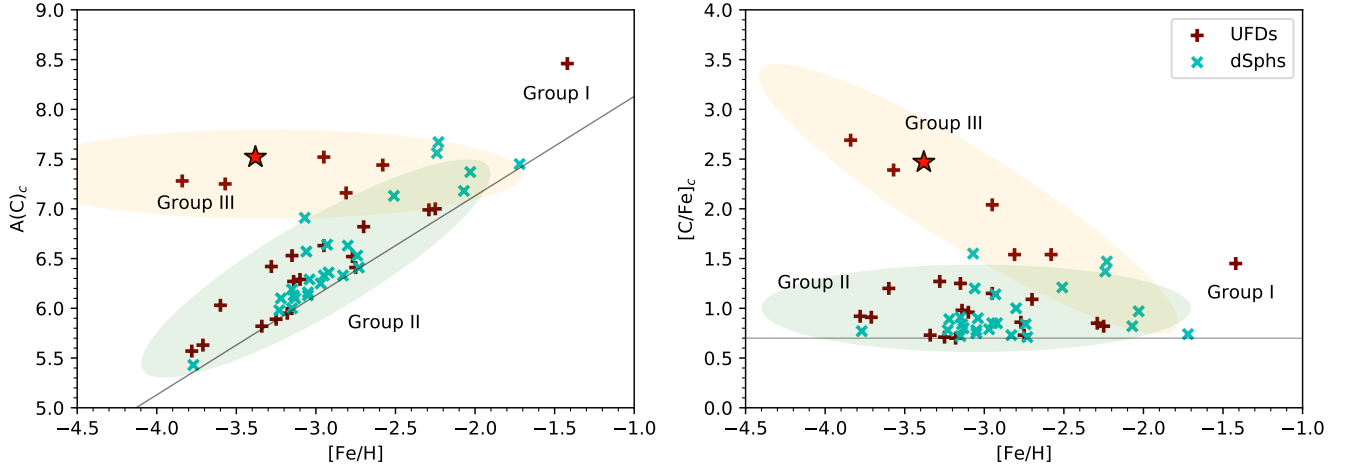 9.0
8.5
8.0
7.5
7.0
6.5
6.0
5.5
5.0
A(C)c
−4.5 −4.0 −3.5 −3.0 −2.5 −2.0 −1.5 −1.0
[Fe/H]
Group I
Group III
Group II
4.0
3.5
3.0
2.5
2.0
1.5
1.0
0.5
0.0
[C/Fe]c
−4.5 −4.0 −3.5 −3.0 −2.5 −2.0 −1.5 −1.0
[Fe/H]
UFDs
dSphs
Group III
Group II
Group I